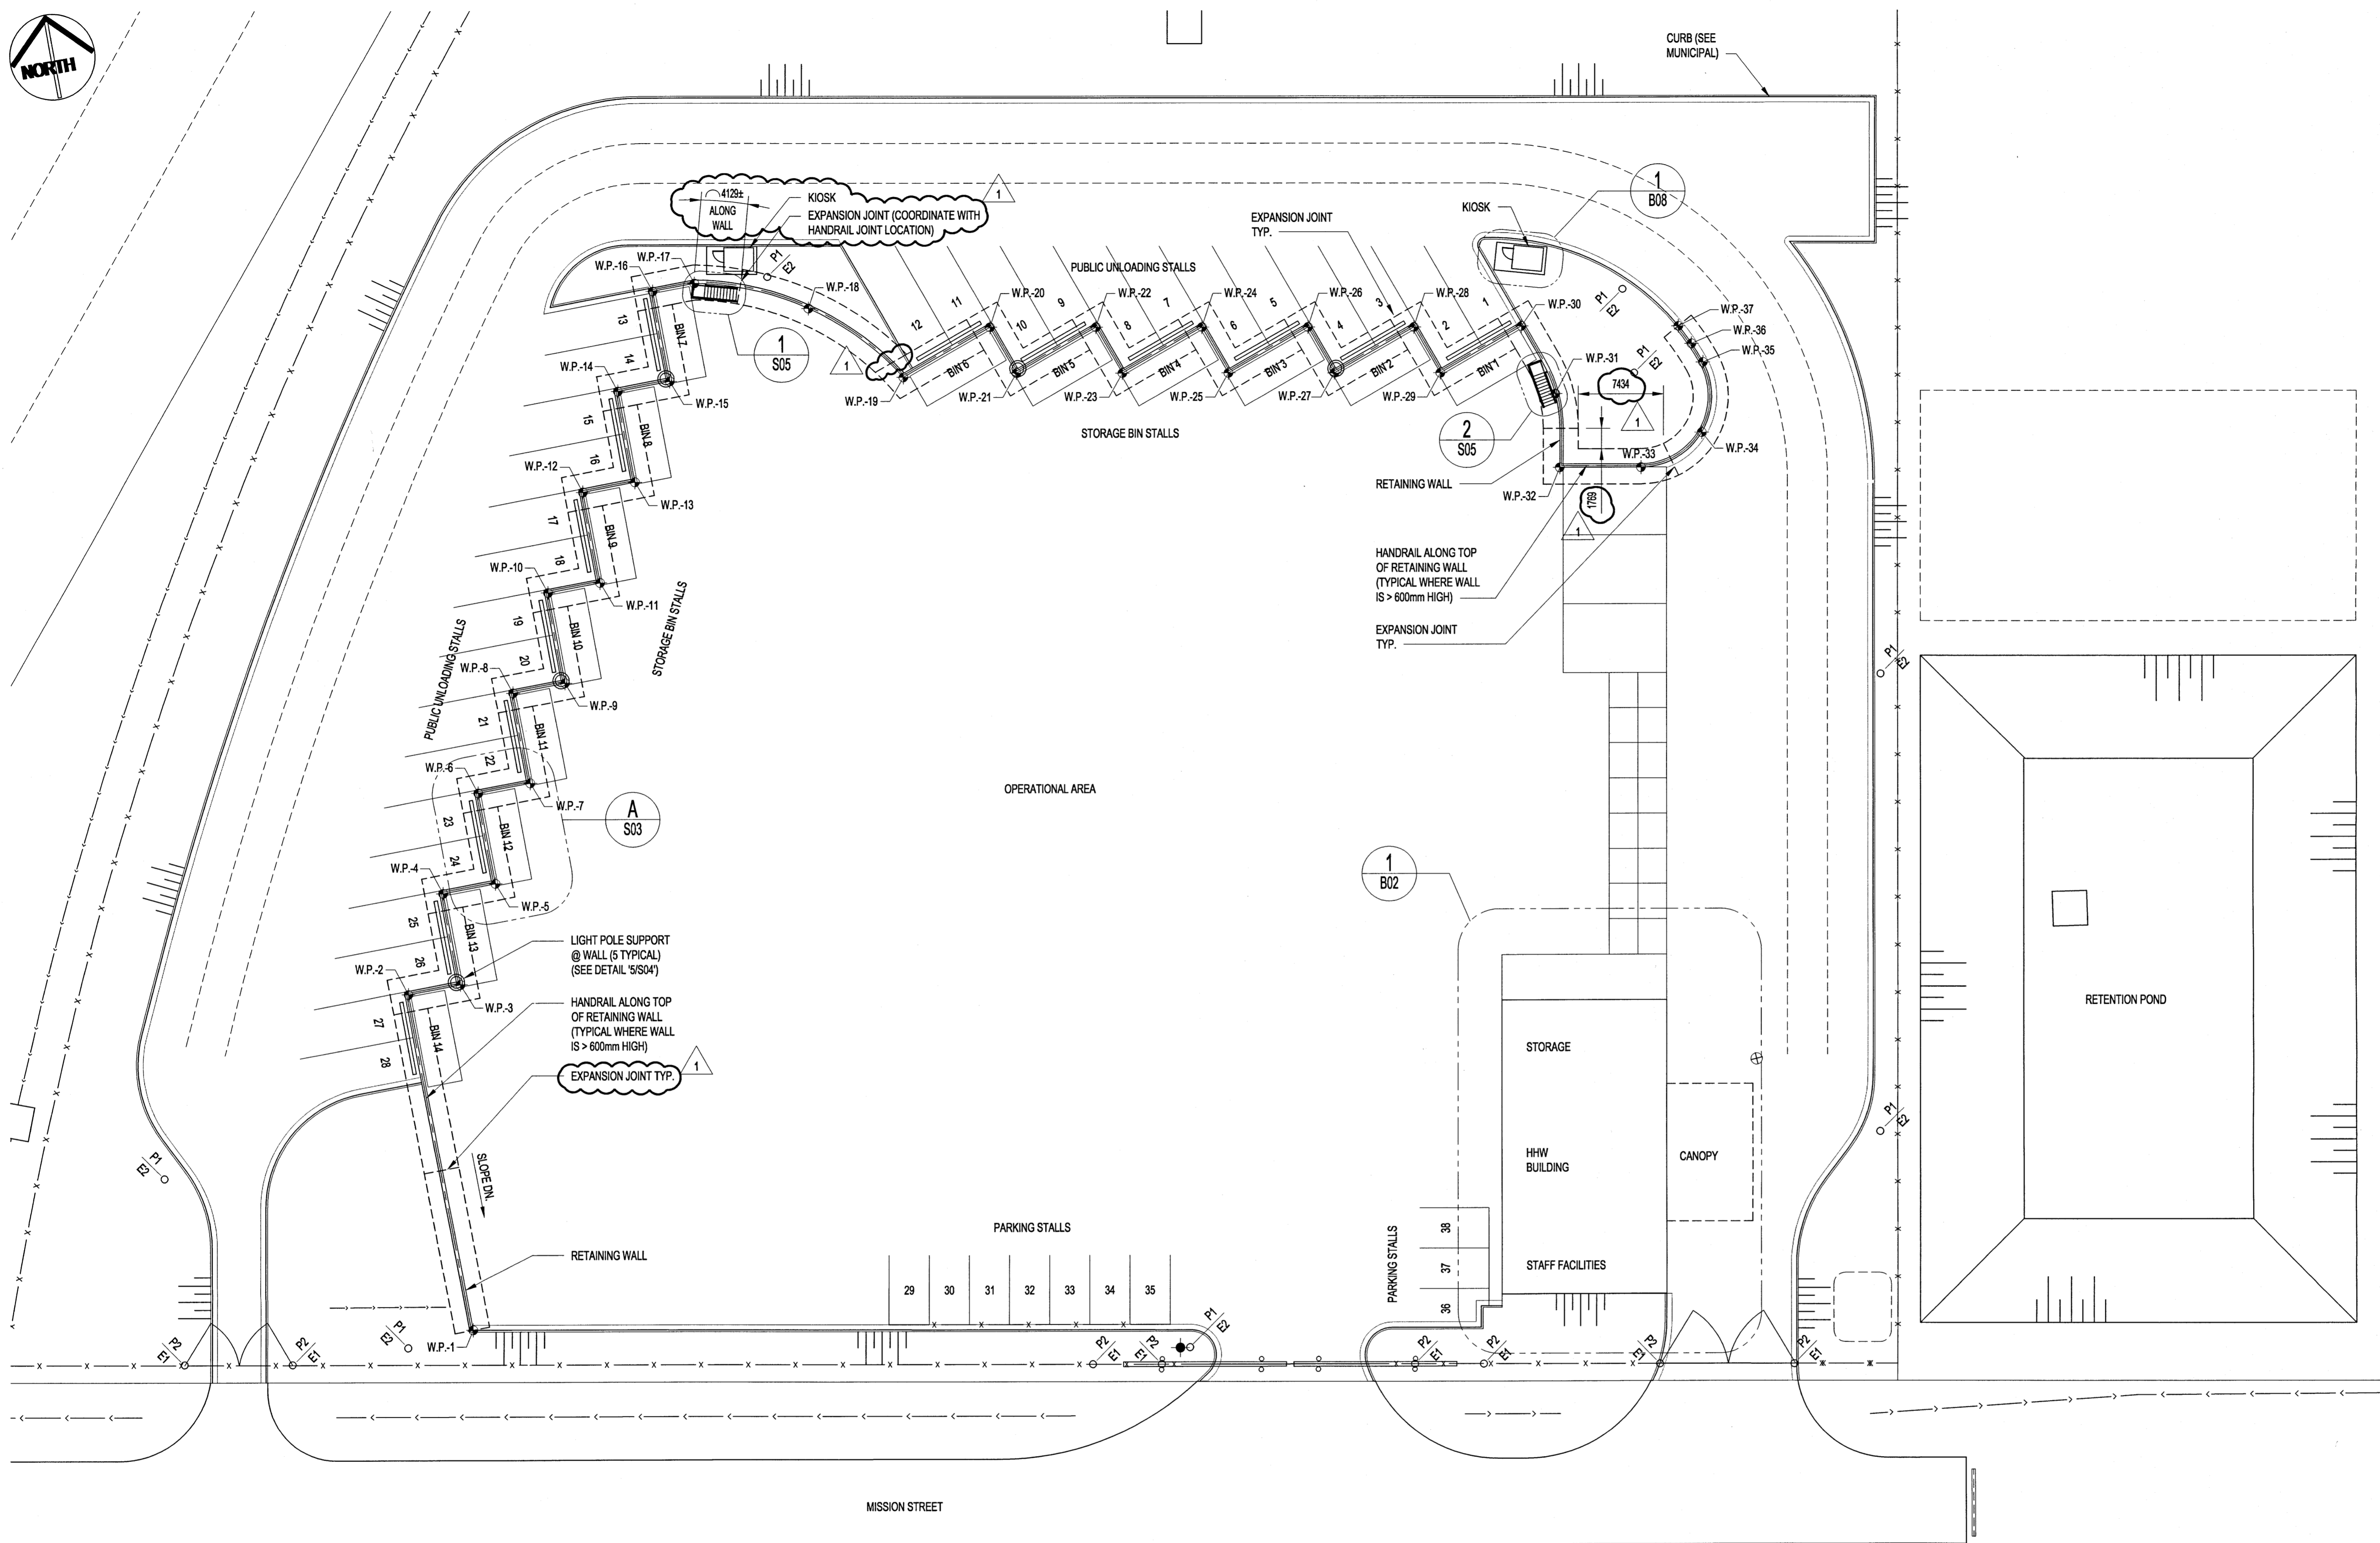 NORTH
CURB (SEE
MUNICIPAL)
4129±
ALONG
WALL
KIOSK
EXPANSION JOINT (COORDINATE WITH
HANDRAIL JOINT LOCATION)
1
EXPANSION JOINT
TYP.
KIOSK
1
B08
PUBLIC UNLOADING STALLS
W.P.-16
W.P.-17
P1
E2
W.P.-18
12
11
W.P.-20
10
9
W.P.-22
8
7
W.P.-24
6
5
W.P.-26
4
3
W.P.-28
2
1
W.P.-30
P1
E2
W.P.-37
W.P.-36
W.P.-35
P1
E2
W.P.-31
7434
1
13
BIN 7
14
1
S05
1
BIN 6
BIN 5
BIN 4
BIN 3
BIN 2
BIN 1
W.P.-14
W.P.-15
W.P.-19
W.P.-21
W.P.-23
W.P.-25
W.P.-27
W.P.-29
STORAGE BIN STALLS
2
S05
W.P.-34
W.P.-33
RETAINING WALL
W.P.-32
1769
1
15
BIN 8
16
W.P.-12
W.P.-13
17
BIN 9
18
HANDRAIL ALONG TOP
OF RETAINING WALL
(TYPICAL WHERE WALL
IS > 600mm HIGH)
EXPANSION JOINT
TYP.
W.P.-10
W.P.-11
STORAGE BIN STALLS
19
BIN 10
20
PUBLIC UNLOADING STALLS
W.P.-8
W.P.-9
P1
E2
21
BIN 11
22
W.P.-6
W.P.-7
OPERATIONAL AREA
A
S03
23
BIN 12
24
W.P.-4
W.P.-5
1
B02
25
BIN 13
26
LIGHT POLE SUPPORT
@ WALL (5 TYPICAL)
(SEE DETAIL '5/S04')
W.P.-2
W.P.-3
HANDRAIL ALONG TOP
OF RETAINING WALL
(TYPICAL WHERE WALL
IS > 600mm HIGH)
27
BIN 14
28
EXPANSION JOINT TYP.
1
RETENTION POND
STORAGE
P1
E2
HHW
BUILDING
CANOPY
P1
E2
SLOPE DN.
RETAINING WALL
PARKING STALLS
29
30
31
32
33
34
35
PARKING STALLS
38
37
36
STAFF FACILITIES
W.P.-1
P1
E2
P1
E2
P2
E1
P2
E1
P2
E1
P2
E1
P2
E1
P2
E1
P2
E1
MISSION STREET